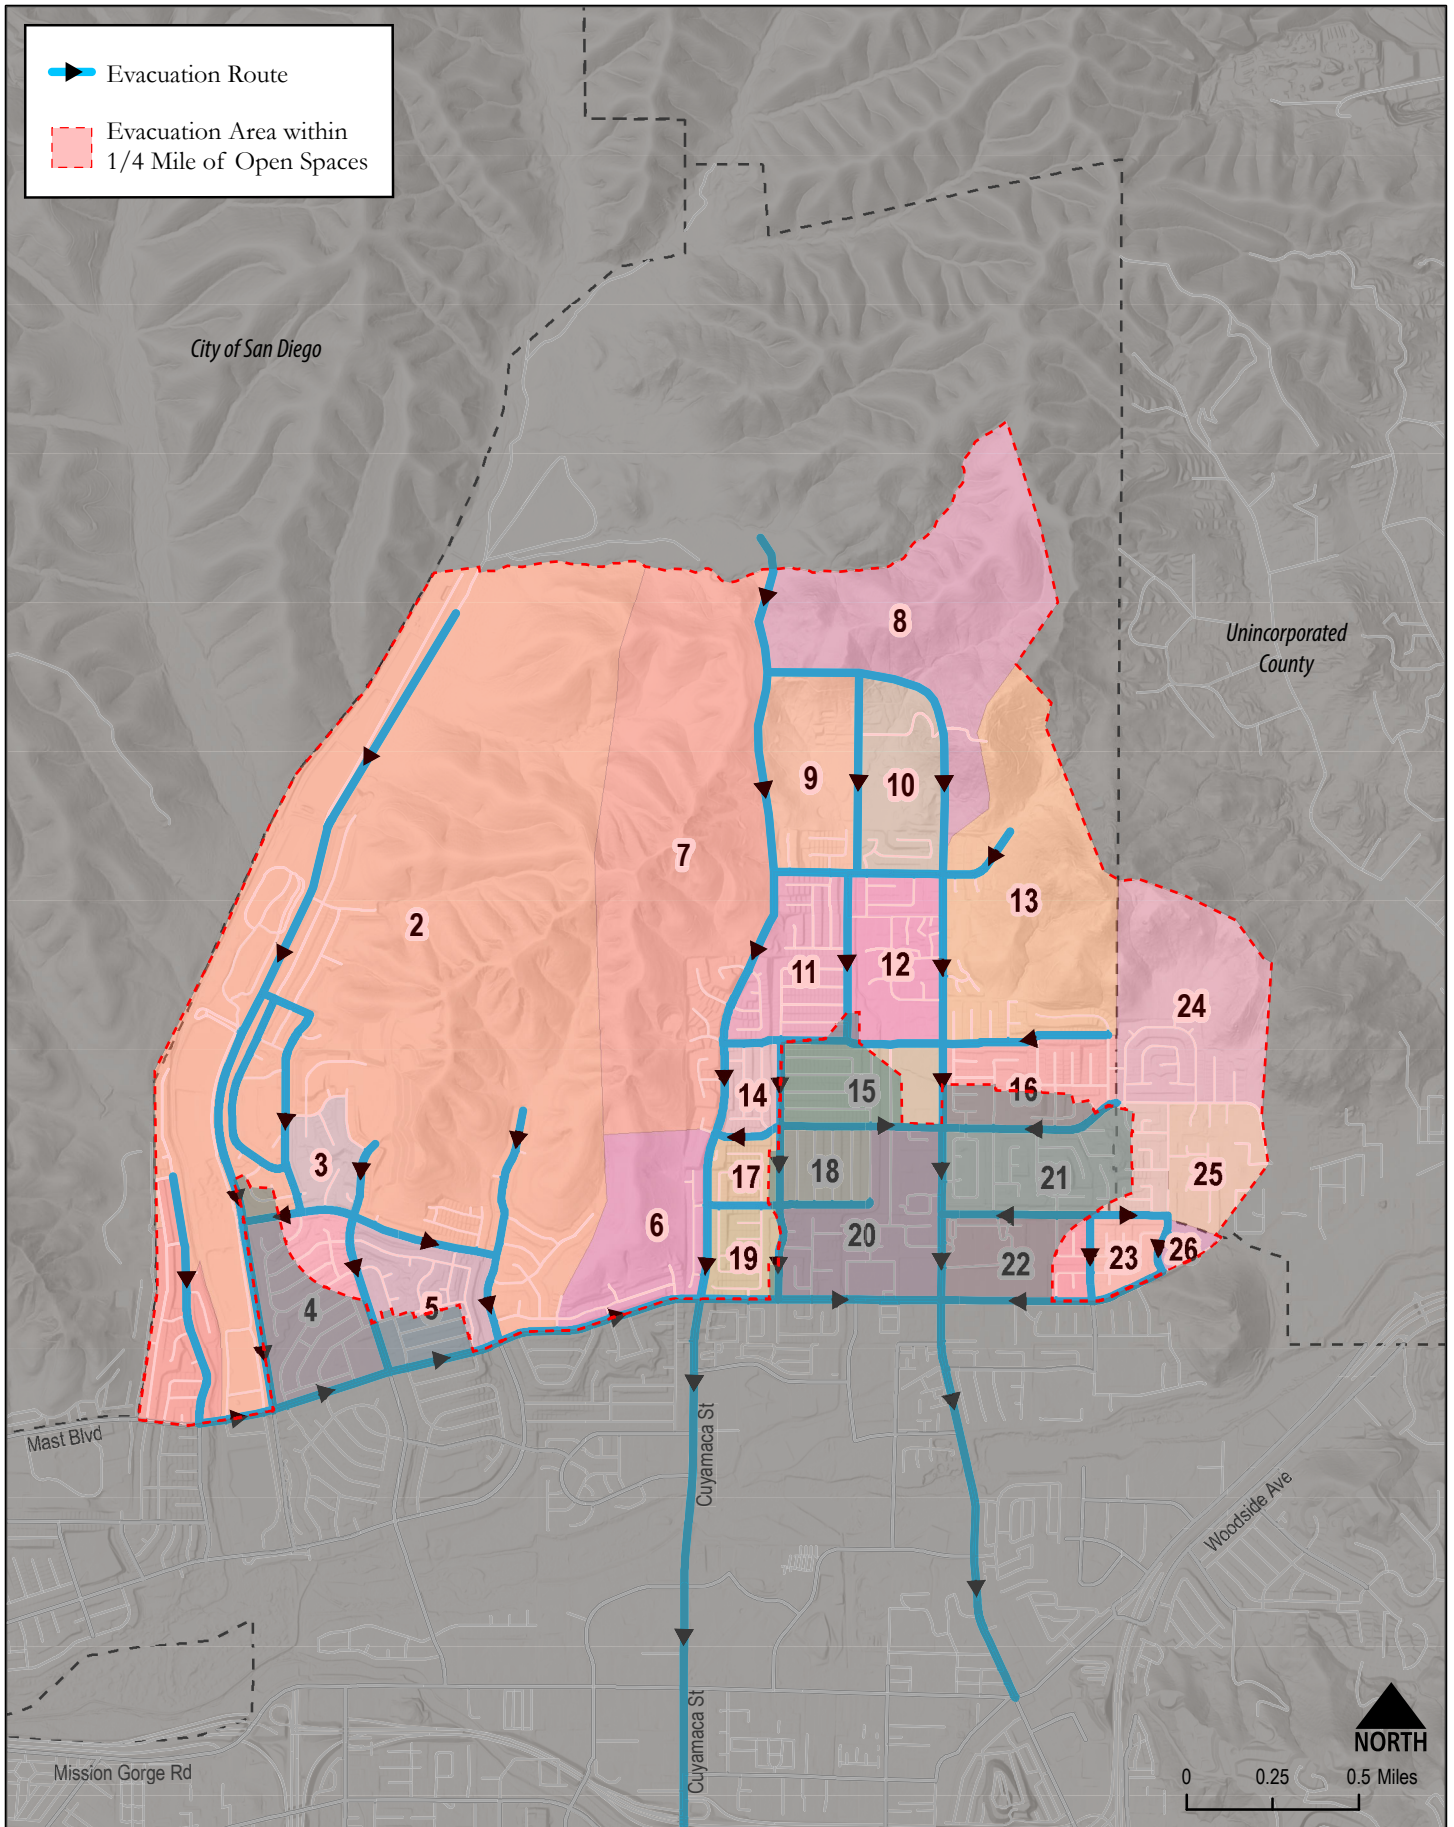 Evacuation Route
Evacuation Area within
1/4 Mile of Open Spaces
City of San Diego
Unincorporated
County
8
9
10
7
13
2
12
11
24
16
15
14
3
17
18
21
25
6
20
19
22
23
26
4
5
Mast Blvd
Cuyamaca St
Woodside Ave
Cuyamaca St
Mission Gorge Rd
NORTH
0 0.25 0.5 Miles